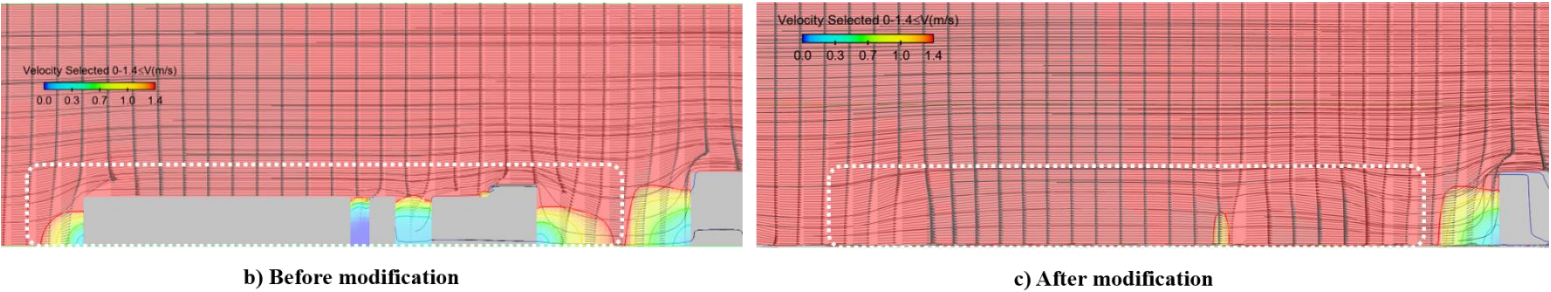 Velocity Selected 0-1.4≤V(m/s)
0.0 0.3 0.7 1.0 1.4
b) Before modification
Velocity Selected 0-1.4≤V(m/s)
0.0 0.3 0.7 1.0 1.4
c) After modification